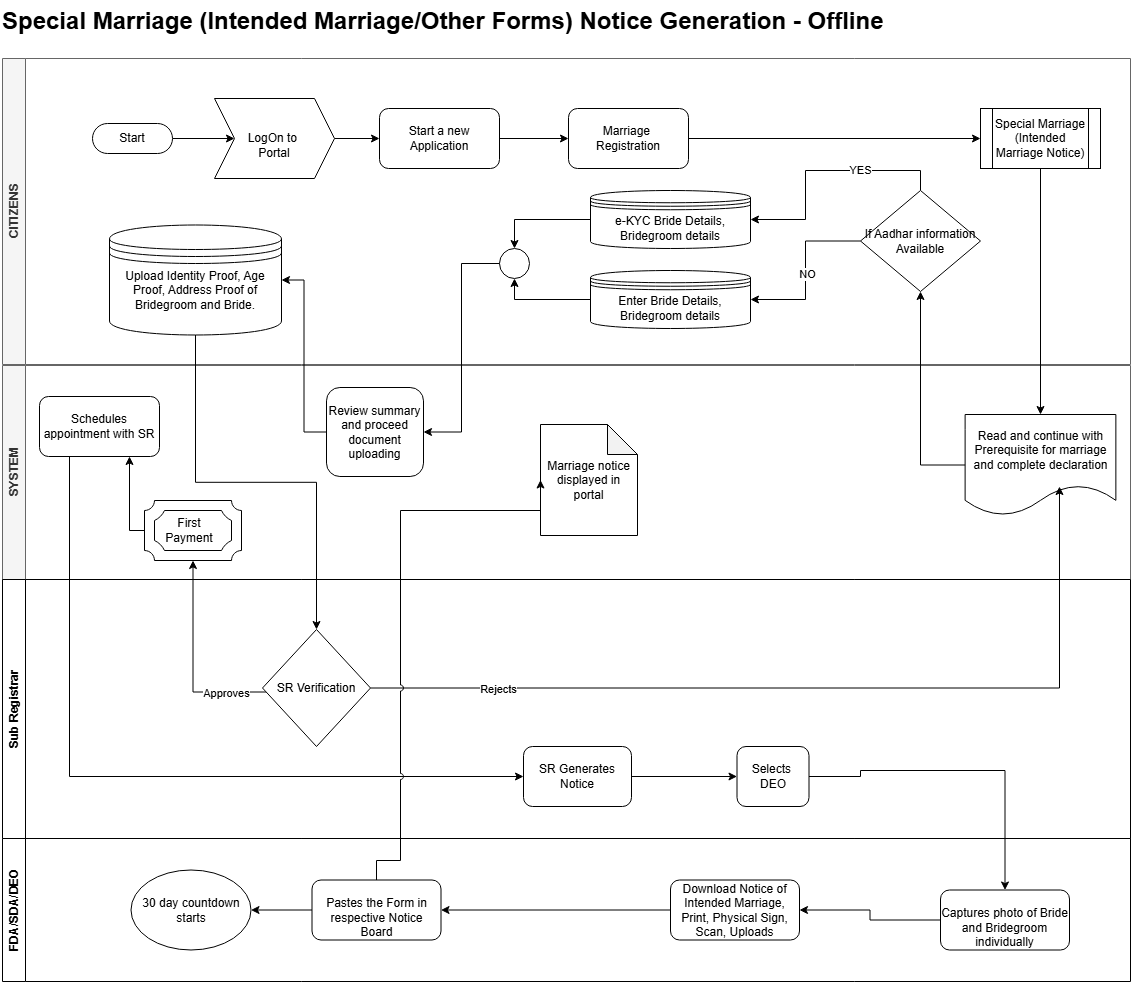 Special Marriage (Intended Marriage/Other Forms) Notice Generation - Offline
CITIZENS
Start
LogOn to
Portal
Start a new
Application
Marriage
Registration
Special Marriage
(Intended
Marriage Notice)
YES
e-KYC Bride Details,
Bridegroom details
If Aadhar information
Available
NO
Enter Bride Details,
Bridegroom details
Upload Identity Proof, Age
Proof, Address Proof of
Bridegroom and Bride.
SYSTEM
Schedules
appointment with SR
Review summary
and proceed
document
uploading
Marriage notice
displayed in
portal
Read and continue with
Prerequisite for marriage
and complete declaration
First
Payment
Sub Registrar
Approves
SR Verification
Rejects
SR Generates
Notice
Selects
DEO
FDA/SDA/DEO
30 day countdown
starts
Pastes the Form in
respective Notice
Board
Download Notice of
Intended Marriage,
Print, Physical Sign,
Scan, Uploads
Captures photo of Bride
and Bridegroom
individually